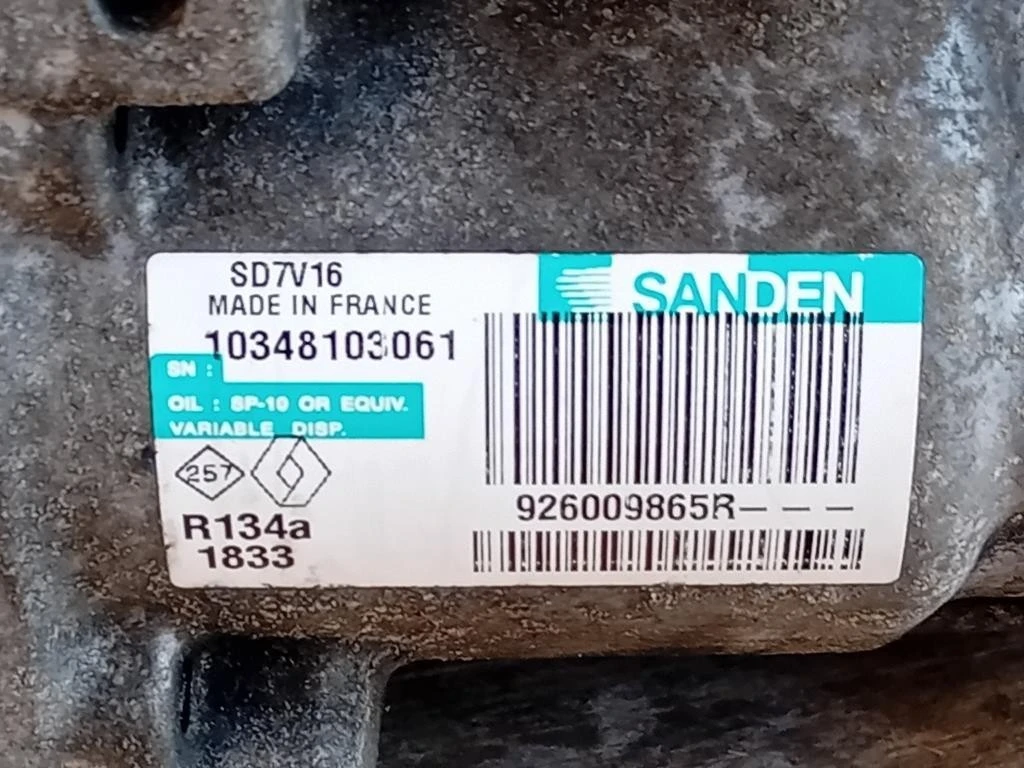 SD7V16
MADE IN FRANCE
SANDEN
10348103061
SN :
OIL : SP-10 OR EQUIV.
VARIABLE DISP.
257
R134a
1833
926009865R– – –